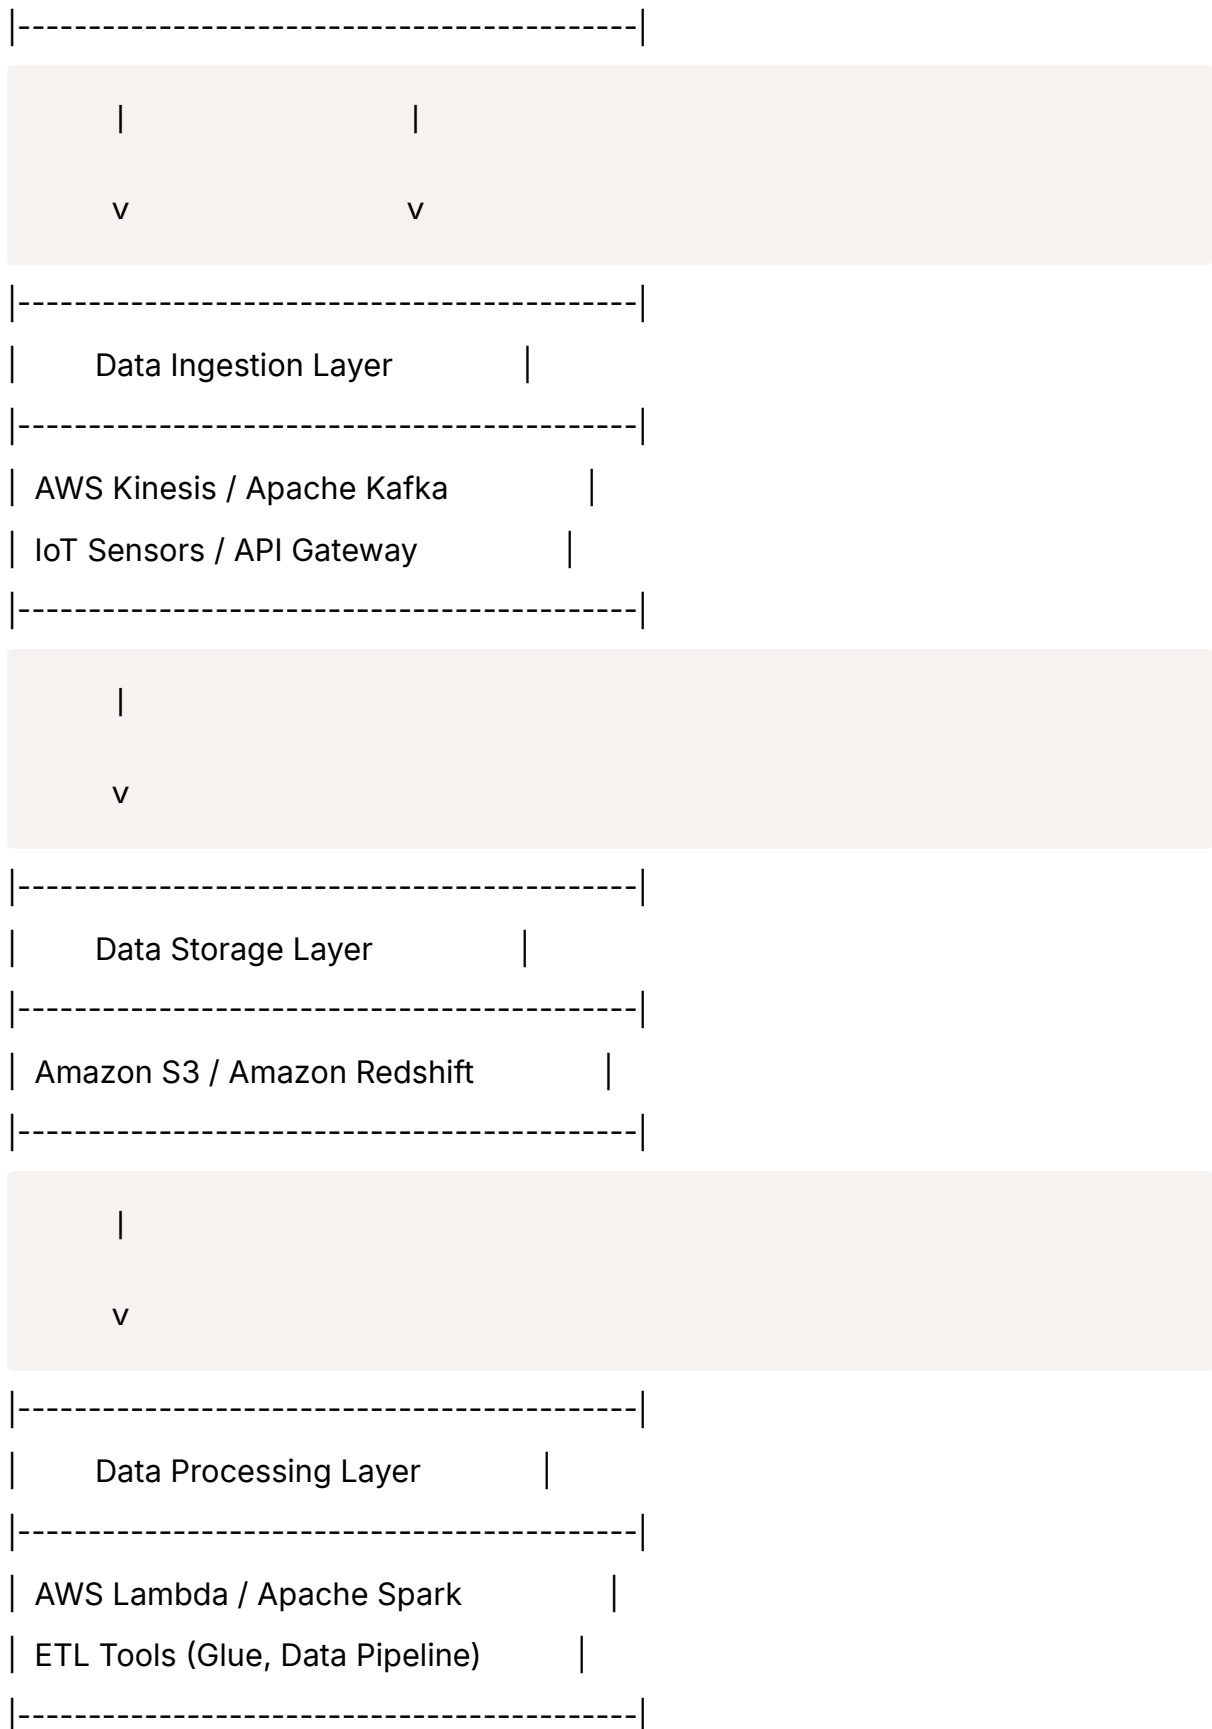 |--------------------------------------------|
| |
v v
|--------------------------------------------|
| Data Ingestion Layer |
|--------------------------------------------|
| AWS Kinesis / Apache Kafka |
| IoT Sensors / API Gateway |
|--------------------------------------------|
|
v
|--------------------------------------------|
| Data Storage Layer |
|--------------------------------------------|
| Amazon S3 / Amazon Redshift |
|--------------------------------------------|
|
v
|--------------------------------------------|
| Data Processing Layer |
|--------------------------------------------|
| AWS Lambda / Apache Spark |
| ETL Tools (Glue, Data Pipeline) |
|--------------------------------------------|